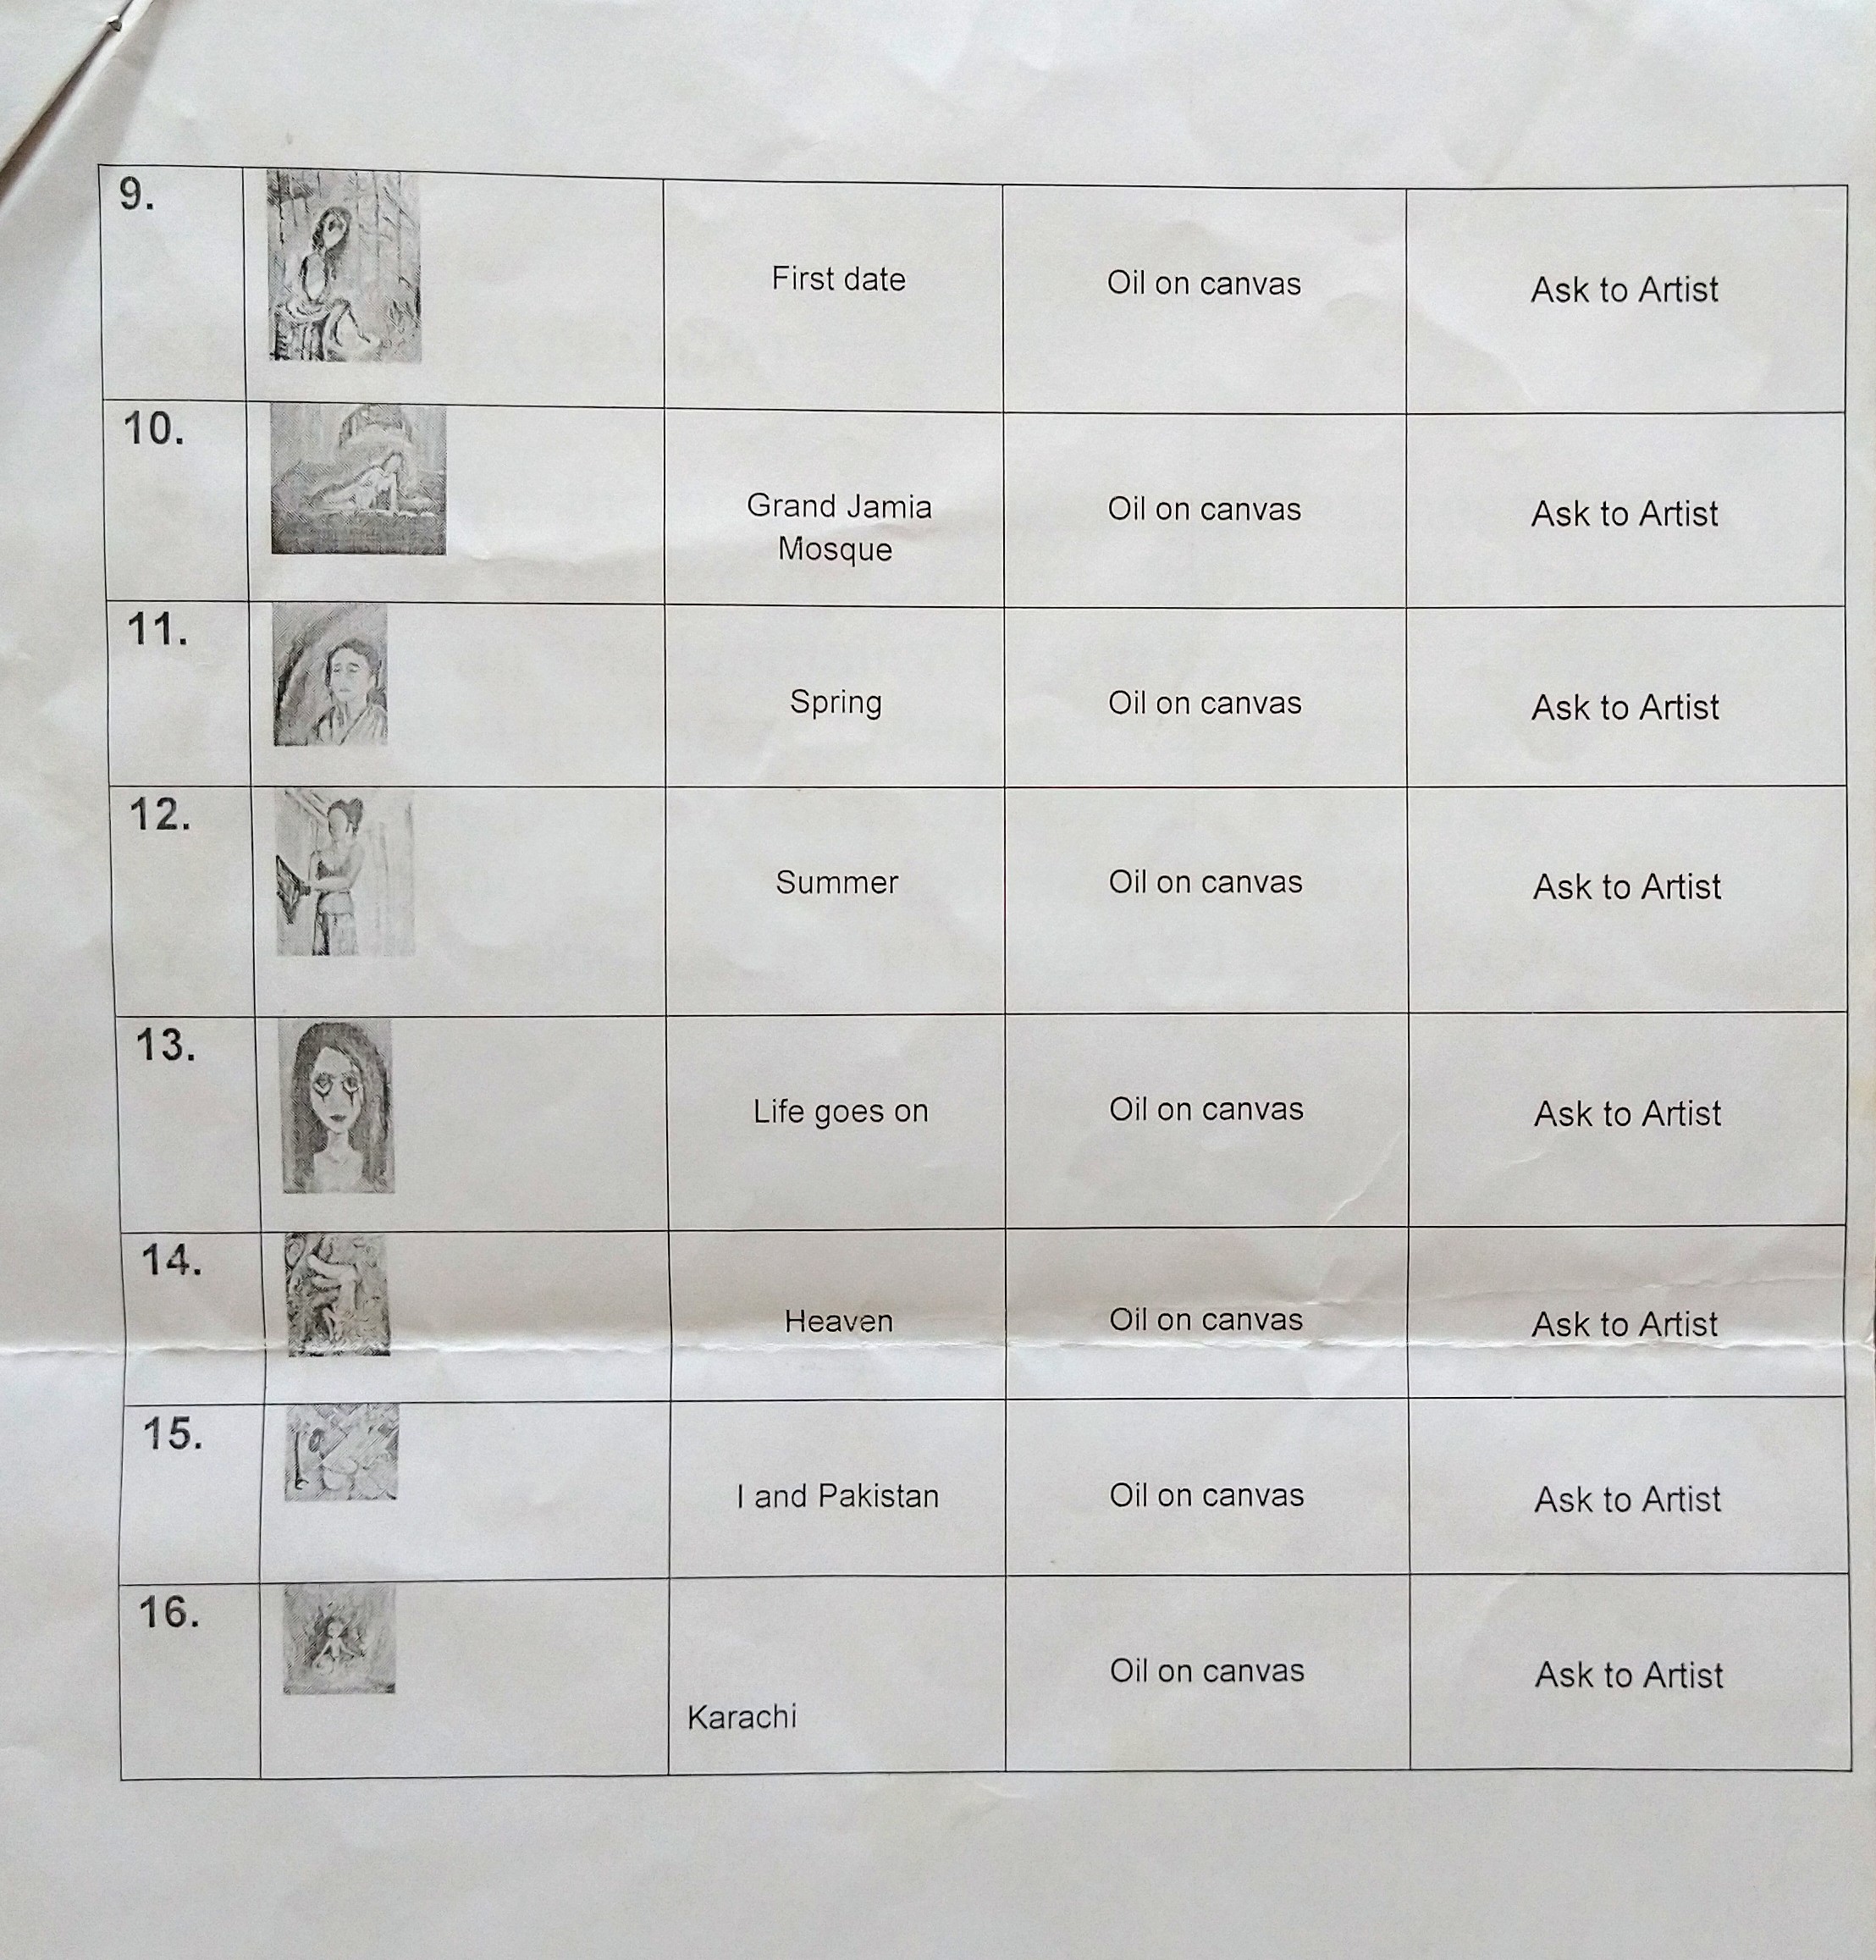 9.
First date
Oil on canvas
Ask to Artist
10.
Grand Jamia
Mosque
Oil on canvas
Ask to Artist
11.
Spring
Oil on canvas
Ask to Artist
12.
Summer
Oil on canvas
Ask to Artist
13.
Life goes on
Oil on canvas
Ask to Artist
14.
Heaven
Oil on canvas
Ask to Artist
15.
I and Pakistan
Oil on canvas
Ask to Artist
16.
Karachi
Oil on canvas
Ask to Artist